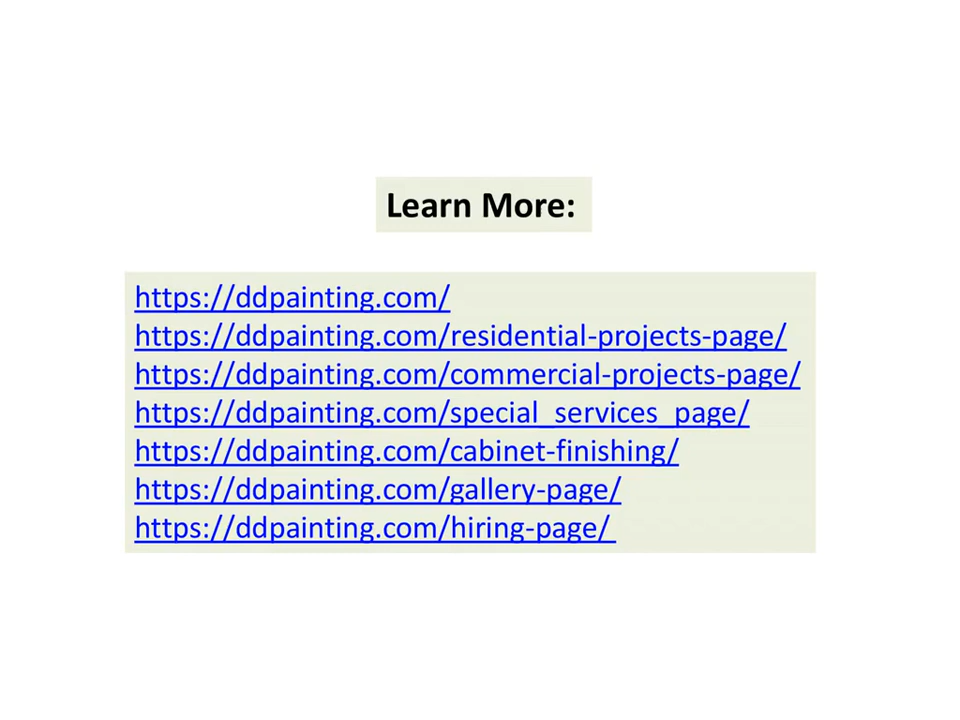 Learn More:
https://ddpainting.com/
https://ddpainting.com/residential-projects-page/
https://ddpainting.com/commercial-projects-page/
https://ddpainting.com/special_services_page/
https://ddpainting.com/cabinet-finishing/
https://ddpainting.com/gallery-page/
https://ddpainting.com/hiring-page/